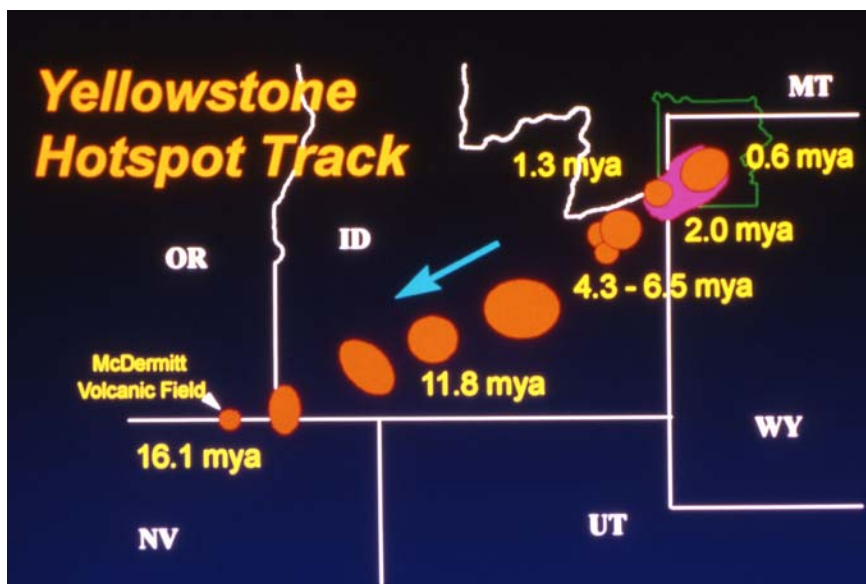 Yellowstone
Hotspot Track
MT
1.3 mya
0.6 mya
2.0 mya
ID
OR
4.3 - 6.5 mya
McDermitt
Volcanic Field
11.8 mya
16.1 mya
WY
NV
UT